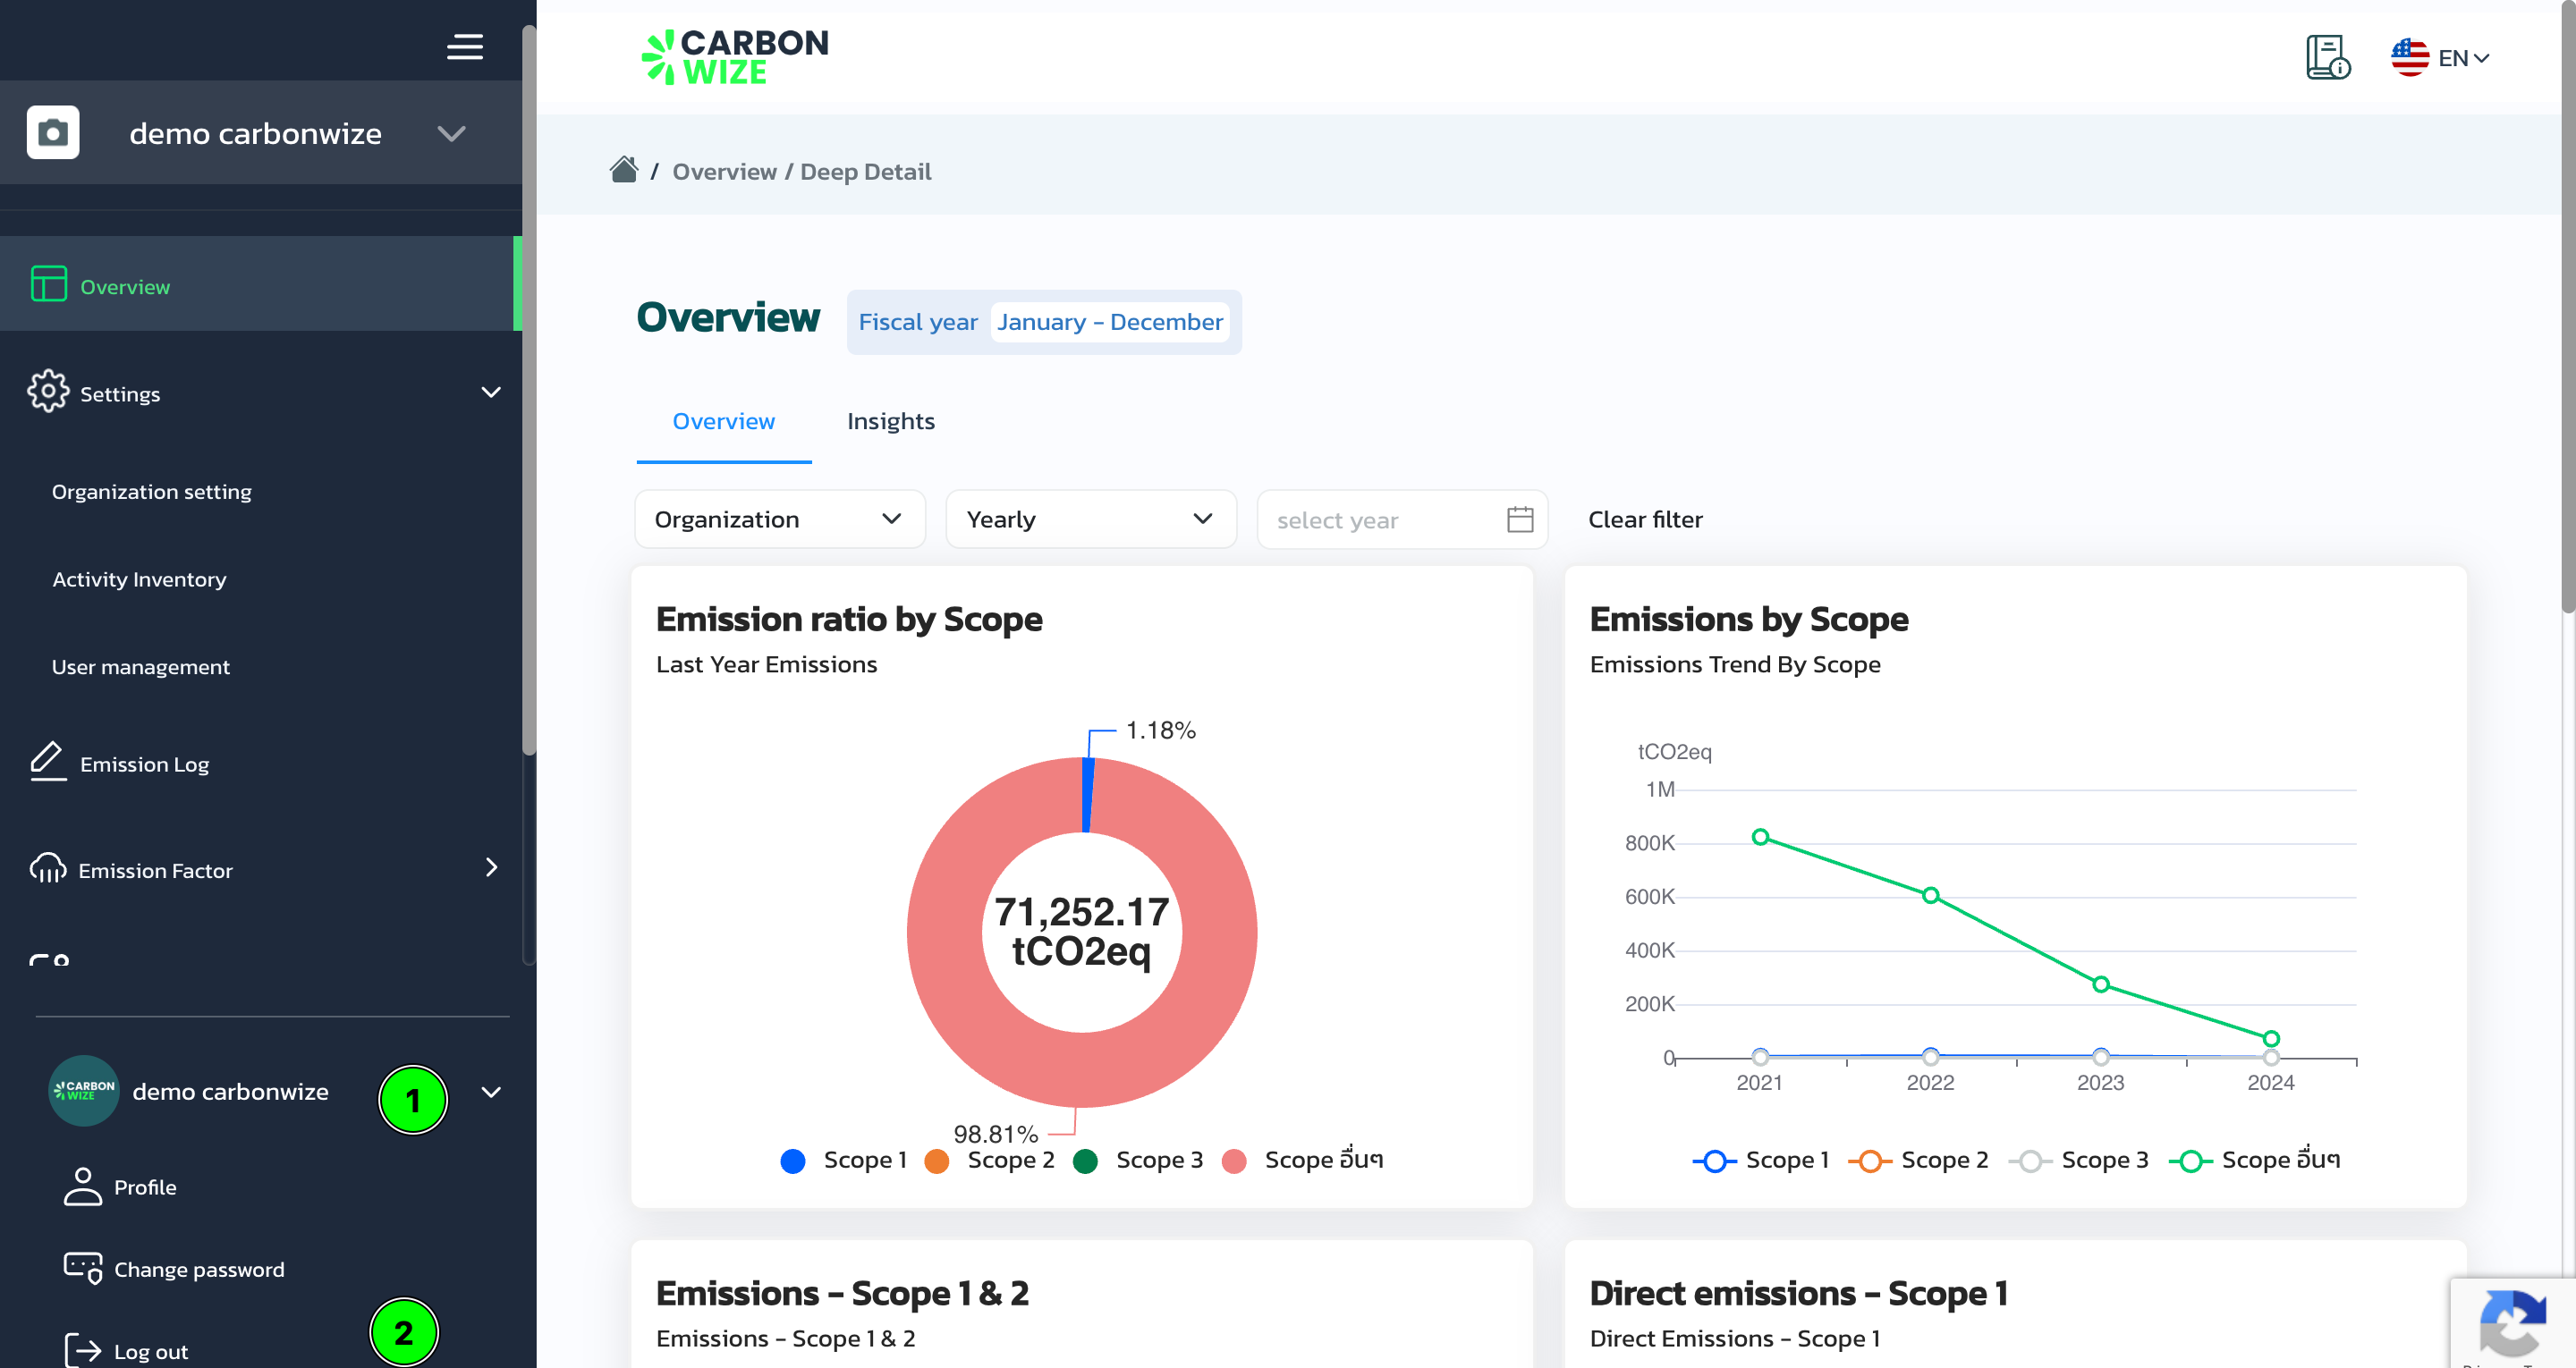 demo carbonwize
Overview
Settings
Organization setting
Activity Inventory
User management
Emission Log
Emission Factor
CARBON
WIZE
demo carbonwize
1
Profile
Change password
2
Log out
CARBON
WIZE
EN
/ Overview / Deep Detail
Overview
Fiscal year January - December
Overview Insights
Organization Yearly select year Clear filter
Emission ratio by Scope
Last Year Emissions
1.18%
71,252.17
tCO2eq
98.81%
Scope 1 Scope 2 Scope 3 Scope อื่นๆ
Emissions by Scope
Emissions Trend By Scope
tCO2eq
1M
800K
600K
400K
200K
0
2021 2022 2023 2024
Scope 1 Scope 2 Scope 3 Scope อื่นๆ
Emissions - Scope 1 & 2
Emissions - Scope 1 & 2
Direct emissions - Scope 1
Direct Emissions - Scope 1